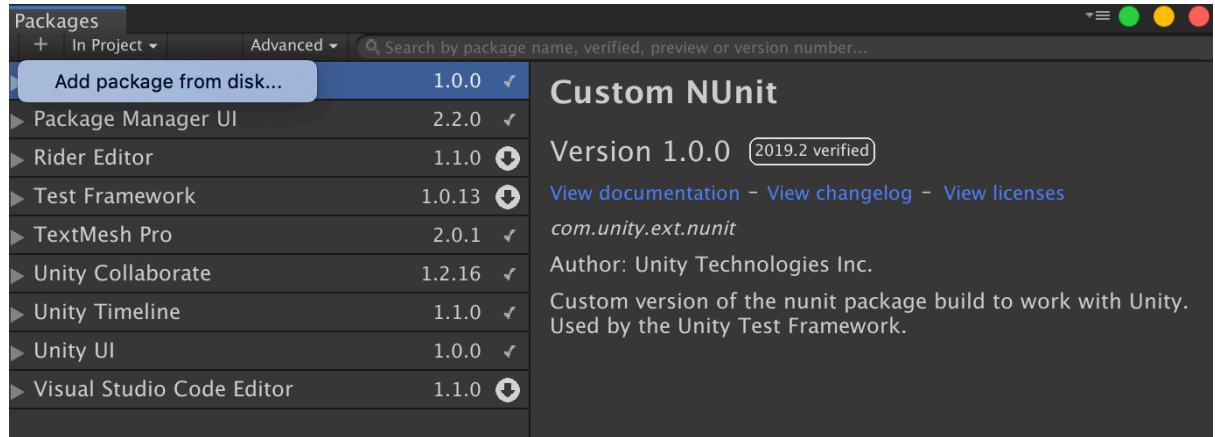 Packages
+ In Project Advanced Search by package name, verified, preview or version number...
Add package from disk... 1.0.0
Package Manager UI 2.2.0
Rider Editor 1.1.0
Test Framework 1.0.13
TextMesh Pro 2.0.1
Unity Collaborate 1.2.16
Unity Timeline 1.1.0
Unity UI 1.0.0
Visual Studio Code Editor 1.1.0
Custom NUnit
Version 1.0.0 2019.2 verified
View documentation - View changelog - View licenses
com.unity.ext.nunit
Author: Unity Technologies Inc.
Custom version of the nunit package build to work with Unity.
Used by the Unity Test Framework.